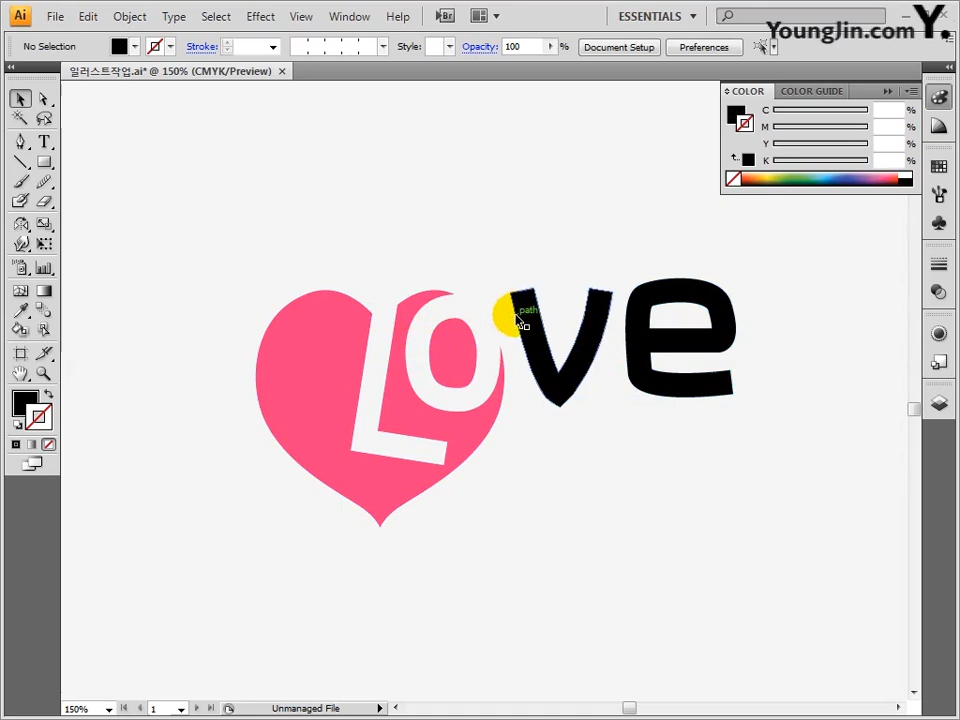 Ai File Edit Object Type Select Effect View Window Help Br ESSENTIALS
YoungJin.com Y.
No Selection Stroke: Style: Opacity: 100 % Document Setup Preferences
일러스트작업.ai* @ 150% (CMYK/Preview) ×
COLOR COLOR GUIDE
C %
M %
Y %
K %
T
path
Love
150% 1 Unmanaged File